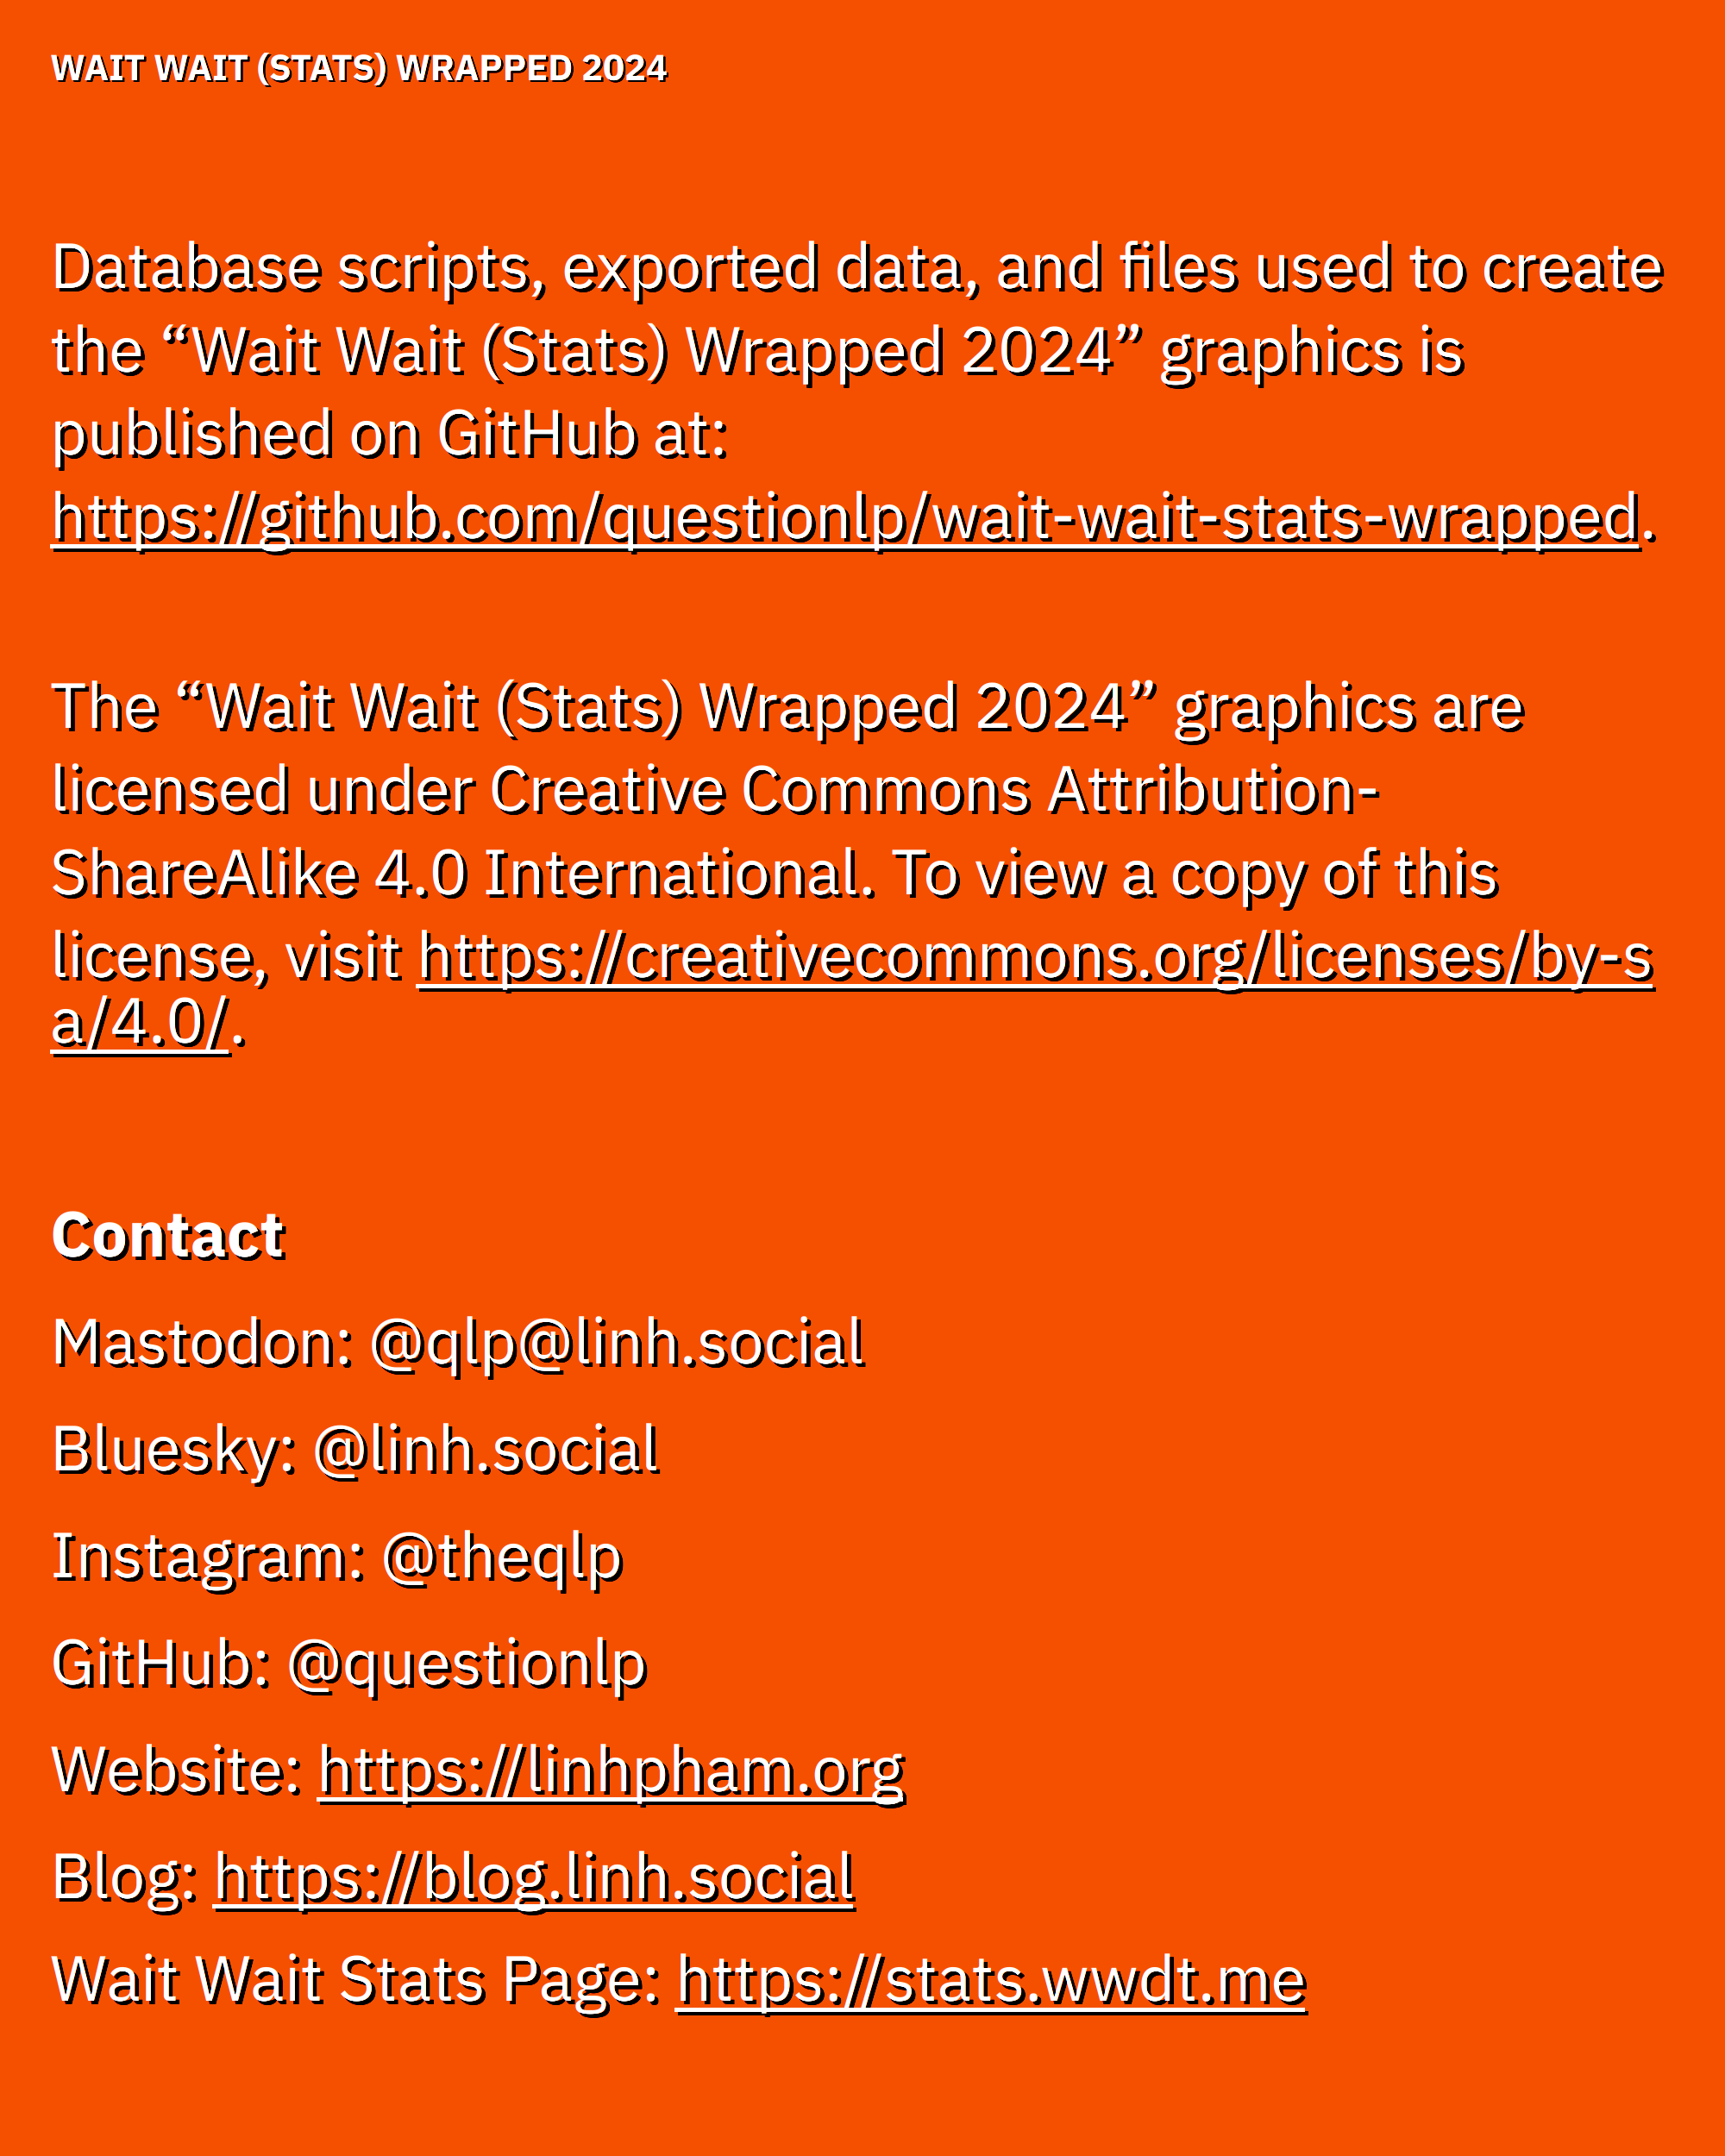 WAIT WAIT (STATS) WRAPPED 2024
Database scripts, exported data, and files used to create
the “Wait Wait (Stats) Wrapped 2024” graphics is
published on GitHub at:
https://github.com/questionlp/wait-wait-stats-wrapped.
The “Wait Wait (Stats) Wrapped 2024” graphics are
licensed under Creative Commons Attribution-
ShareAlike 4.0 International. To view a copy of this
license, visit https://creativecommons.org/licenses/by-s
a/4.0/.
Contact
Mastodon: @qlp@linh.social
Bluesky: @linh.social
Instagram: @theqlp
GitHub: @questionlp
Website: https://linhpham.org
Blog: https://blog.linh.social
Wait Wait Stats Page: https://stats.wwdt.me